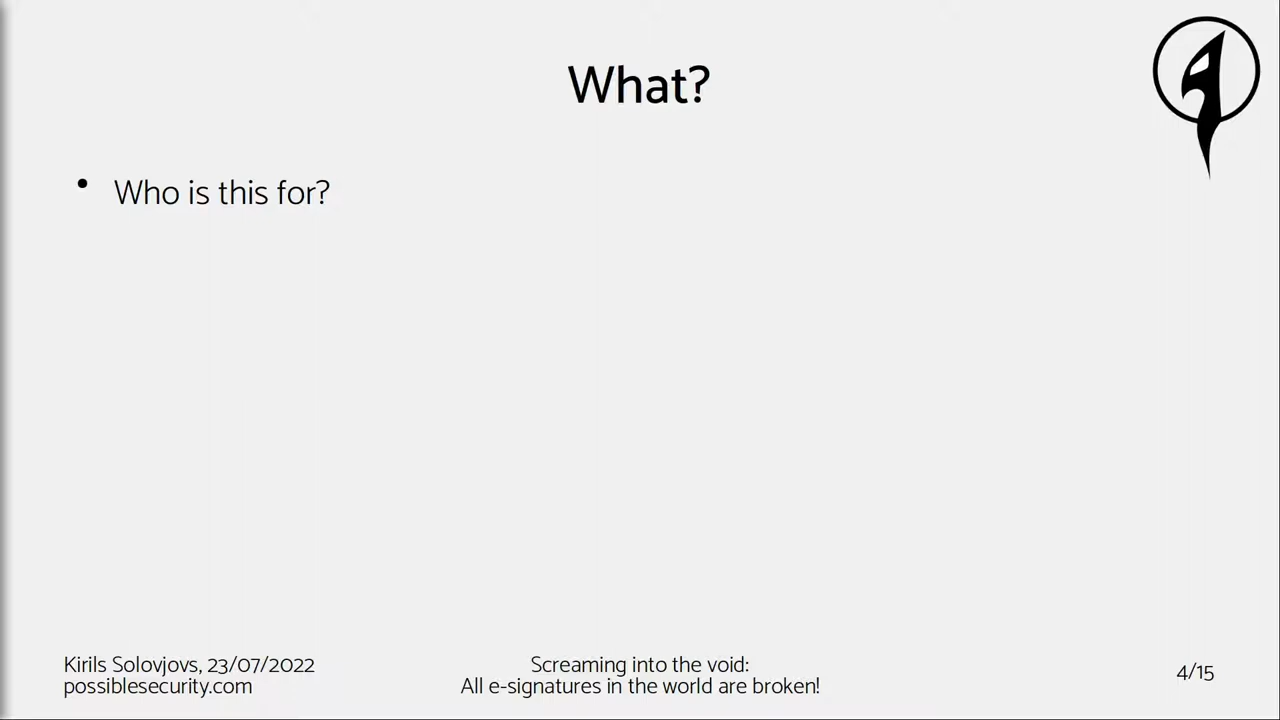 What?
• Who is this for?
Kirils Solovjovs, 23/07/2022
possiblesecurity.com
Screaming into the void:
All e-signatures in the world are broken!
4/15